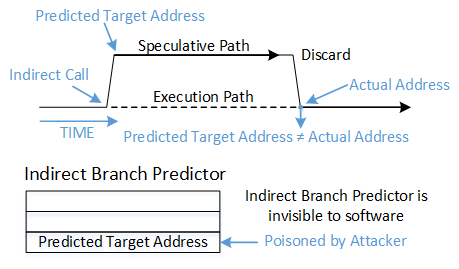 Predicted Target Address
Speculative Path
Discard
Indirect Call
Actual Address
Execution Path
TIME
Predicted Target Address ≠ Actual Address
Indirect Branch Predictor
Indirect Branch Predictor is
invisible to software
Predicted Target Address
Poisoned by Attacker